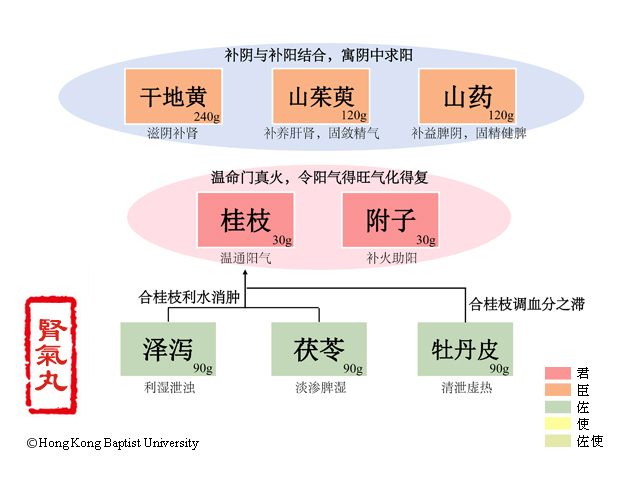 补阴与补阳结合，寓阴中求阳
干地黄
240g
滋阴补肾
山茱萸
120g
补养肝肾，固敛精气
山药
120g
补益脾阴，固精健脾
温命门真火，令阳气得旺气化得复
桂枝
30g
温通阳气
附子
30g
补火助阳
合桂枝利水消肿
合桂枝调血分之滞
泽泻
90g
利湿泄浊
茯苓
90g
淡渗脾湿
牡丹皮
90g
清泄虚热
腎氣丸
君
臣
佐
使
佐使
©Hong Kong Baptist University